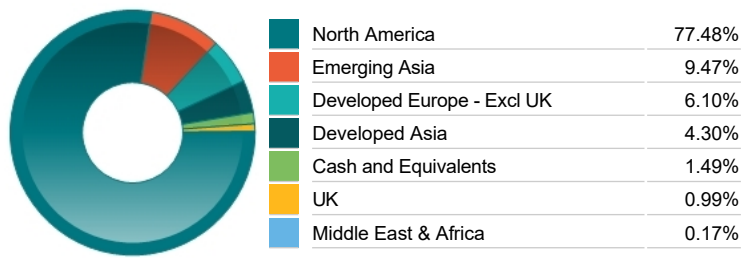 North America 77.48%
Emerging Asia 9.47%
Developed Europe - Excl UK 6.10%
Developed Asia 4.30%
Cash and Equivalents 1.49%
UK 0.99%
Middle East & Africa 0.17%